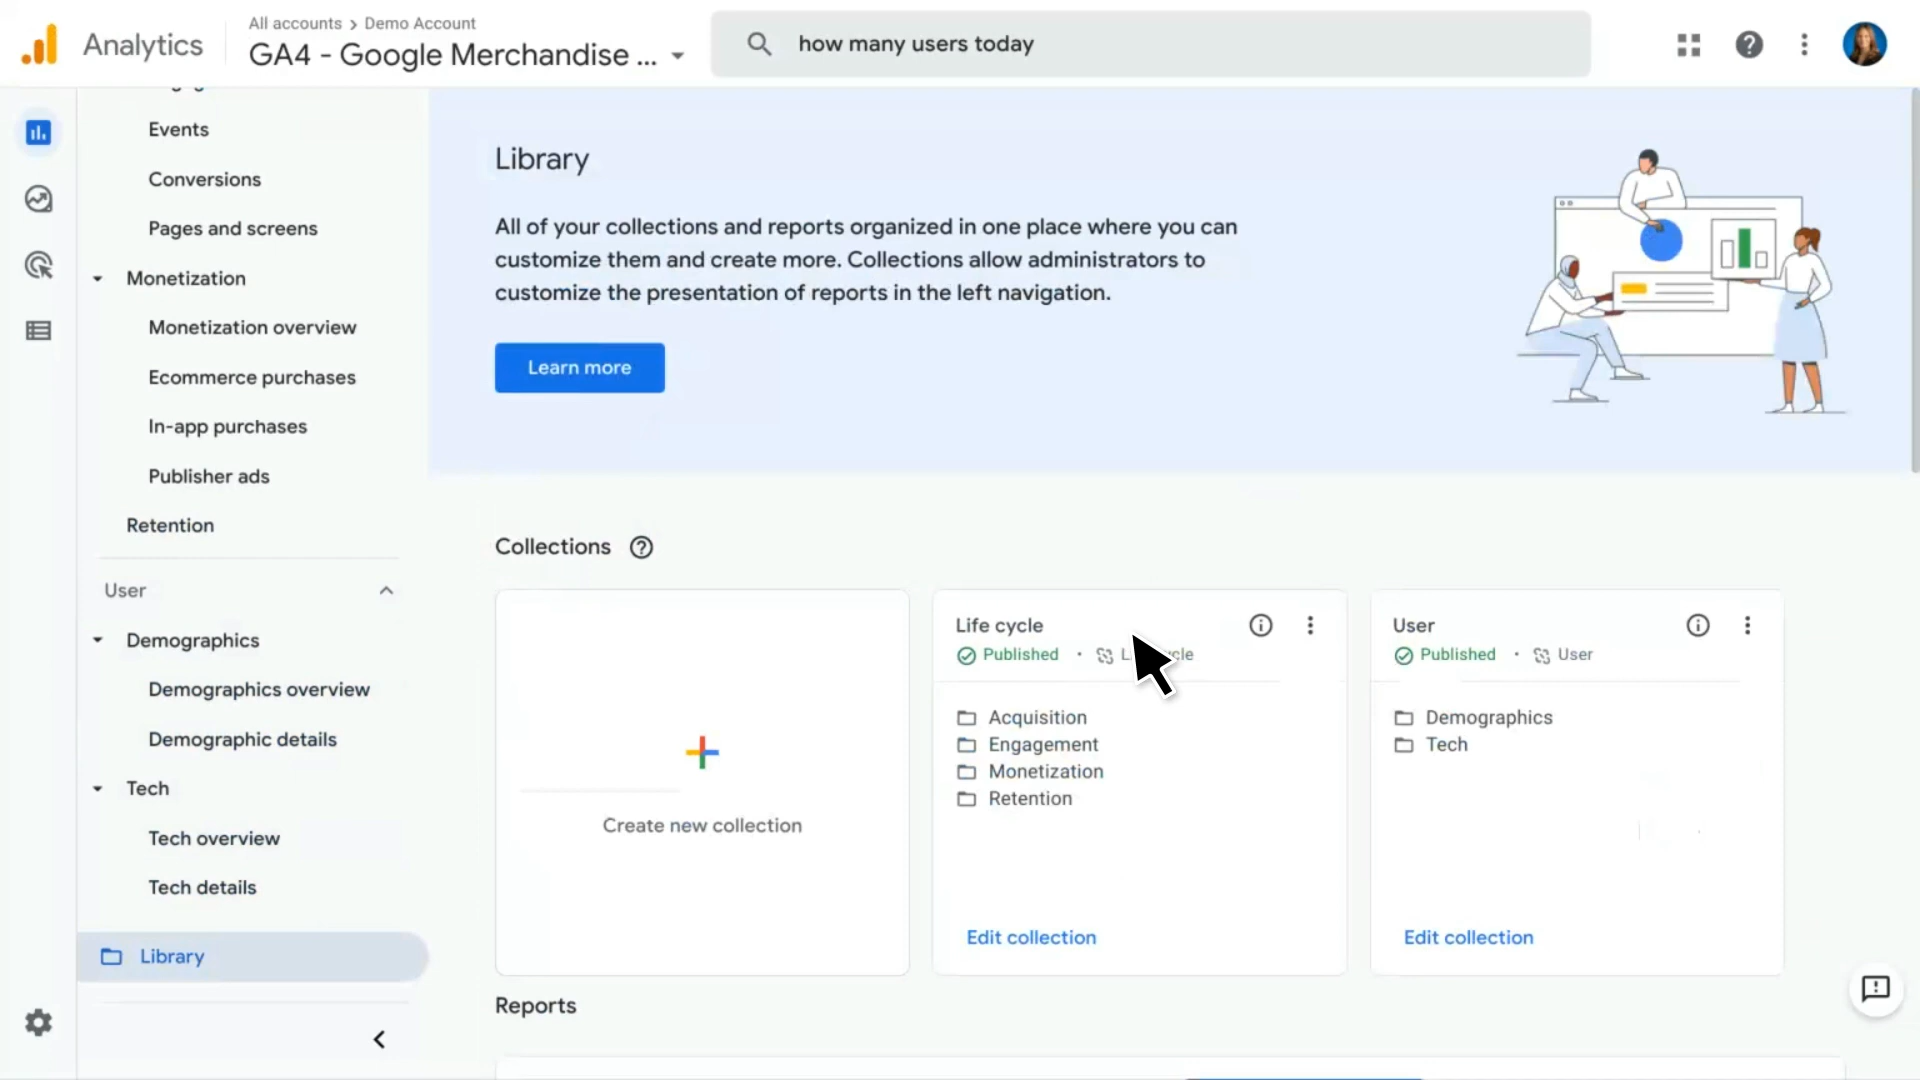 Analytics
All accounts > Demo Account
GA4 - Google Merchandise ...
how many users today
Events
Conversions
Pages and screens
Monetization
Monetization overview
Ecommerce purchases
In-app purchases
Publisher ads
Retention
User
Demographics
Demographics overview
Demographic details
Tech
Tech overview
Tech details
Library
Library
All of your collections and reports organized in one place where you can
customize them and create more. Collections allow administrators to
customize the presentation of reports in the left navigation.
Learn more
Collections
Create new collection
Life cycle
Published
Acquisition
Engagement
Monetization
Retention
Edit collection
User
Published • User
Demographics
Tech
Edit collection
Reports